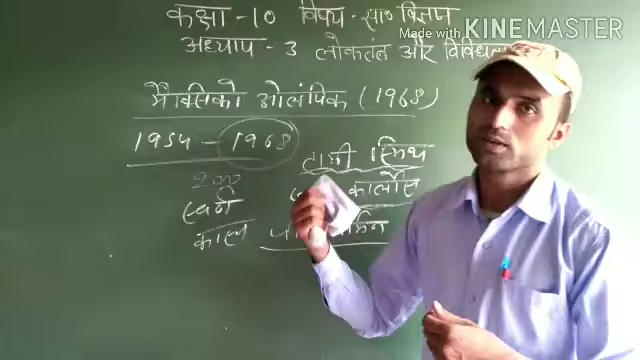 कक्षा - 10 विषय - सा० विज्ञान
Made with KINEMASTER
अध्याय - 3 लोकतंत्र और विविधता
मैक्सिको ओलंपिक (1968)
1954 - 1968
टामी स्मिथ
200
कार्लोस
स्वर्न
काल